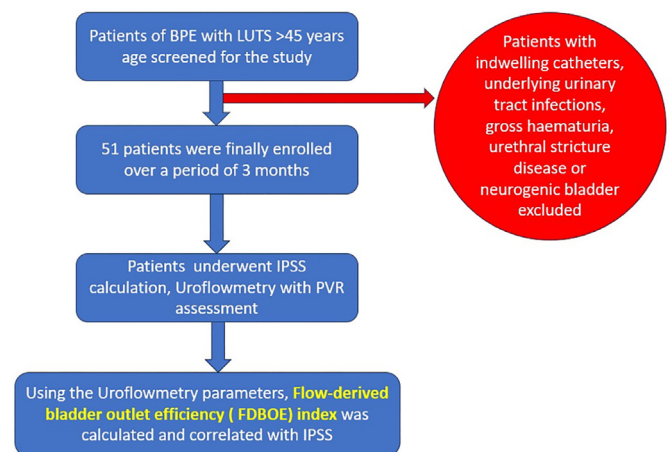 Patients of BPE with LUTS >45 years
age screened for the study
Patients with
indwelling catheters,
underlying urinary
tract infections,
gross haematuria,
urethral stricture
disease or
neurogenic bladder
excluded
51 patients were finally enrolled
over a period of 3 months
Patients underwent IPSS
calculation, Uroflowmetry with PVR
assessment
Using the Uroflowmetry parameters, Flow-derived
bladder outlet efficiency ( FDBOE) index was
calculated and correlated with IPSS